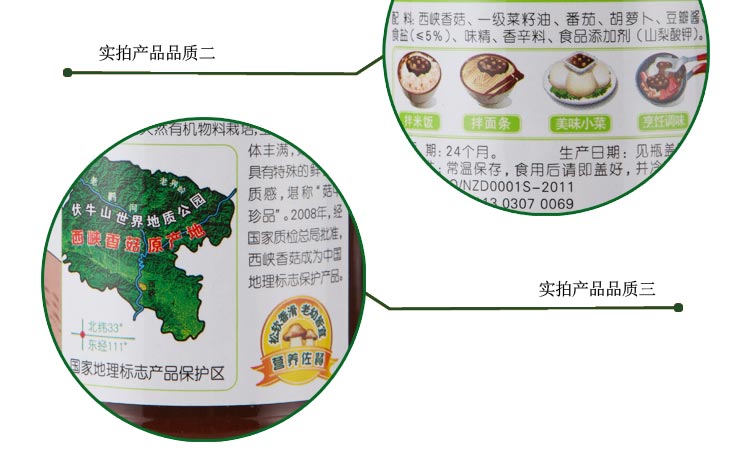 配料:西峡香菇、一级菜籽油、番茄、胡萝卜、豆瓣酱
食盐(≤5%)、味精、香辛料、食品添加剂(山梨酸钾)。
实拍产品品质二
拌米饭
拌面条
美味小菜
烹饪调味
期:24个月。
生产日期:见瓶盖
常温保存,食用后请即盖好,并冷
/NZD0001S-2011
13 0307 0069
天然有机物料栽培,
体丰满,
具有特殊的鲜
质感,堪称“菇中
珍品”。2008年,经
国家质检总局批准,
西峡香菇成为中国
地理标志保护产品。
老鹳河
老界岭
伏牛山世界地质公园
西峡香菇原产地
北纬33°
东经111°
国家地理标志产品保护区
松软香滑 老幼皆宜
营养佐餐
实拍产品品质三